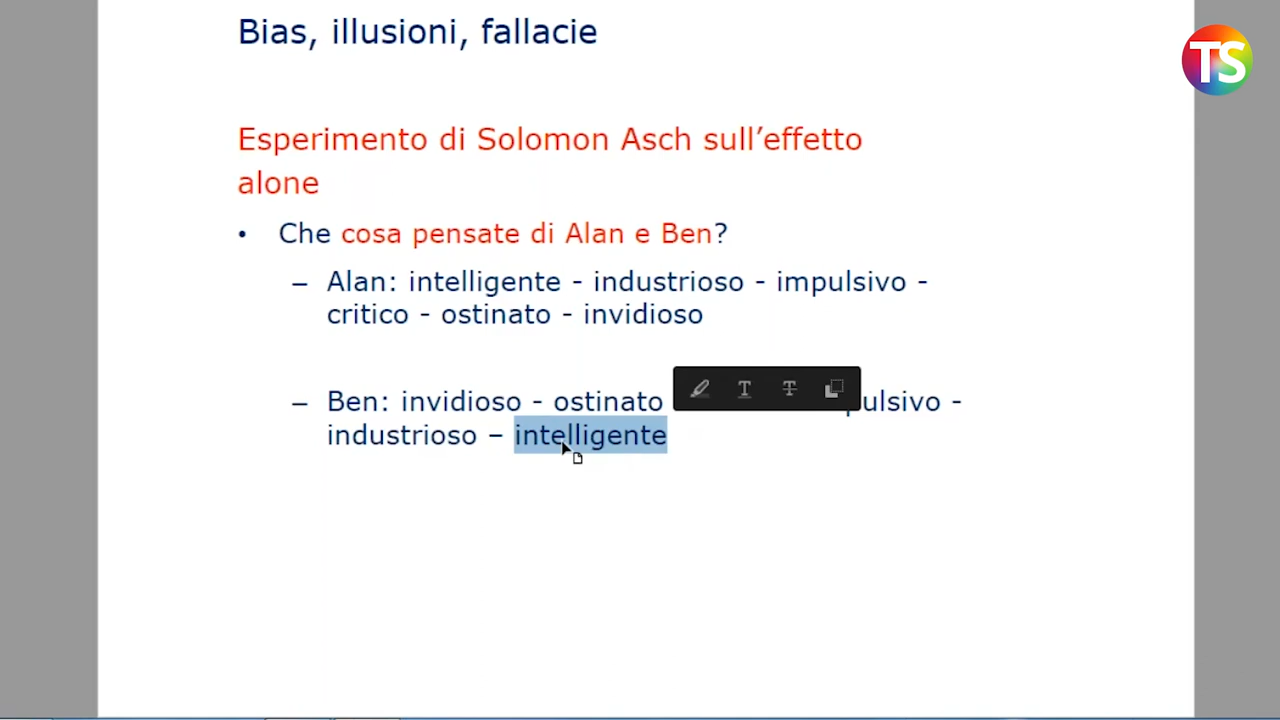 Bias, illusioni, fallacie
TS
Esperimento di Solomon Asch sull’effetto
alone
• Che cosa pensate di Alan e Ben?
– Alan: intelligente - industrioso - impulsivo -
critico - ostinato - invidioso
– Ben: invidioso - ostinato pulsivo -
industrioso – intelligente